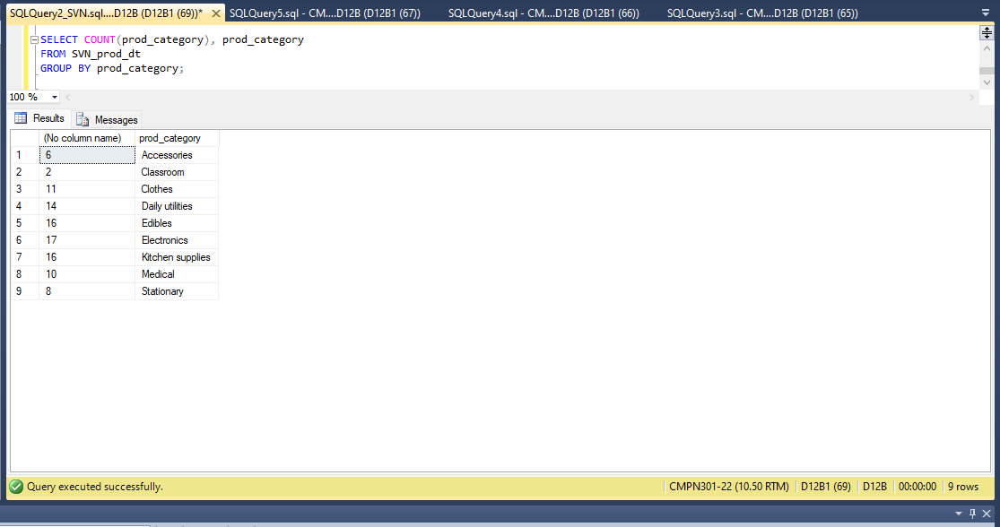 SQLQuery2_SVN.sql....D12B (D12B1 (69))* SQLQuery5.sql - CM....D12B (D12B1 (67)) SQLQuery4.sql - CM....D12B (D12B1 (66)) SQLQuery3.sql - CM....D12B (D12B1 (65))
SELECT COUNT(prod_category), prod_category
FROM SVN_prod_dt
GROUP BY prod_category;
100 %
Results Messages
(No column name) prod_category
1 6 Accessories
2 2 Classroom
3 11 Clothes
4 14 Daily utilities
5 16 Edibles
6 17 Electronics
7 16 Kitchen supplies
8 10 Medical
9 8 Stationary
Query executed successfully. CMPN301-22 (10.50 RTM) D12B1 (69) D12B 00:00:00 9 rows